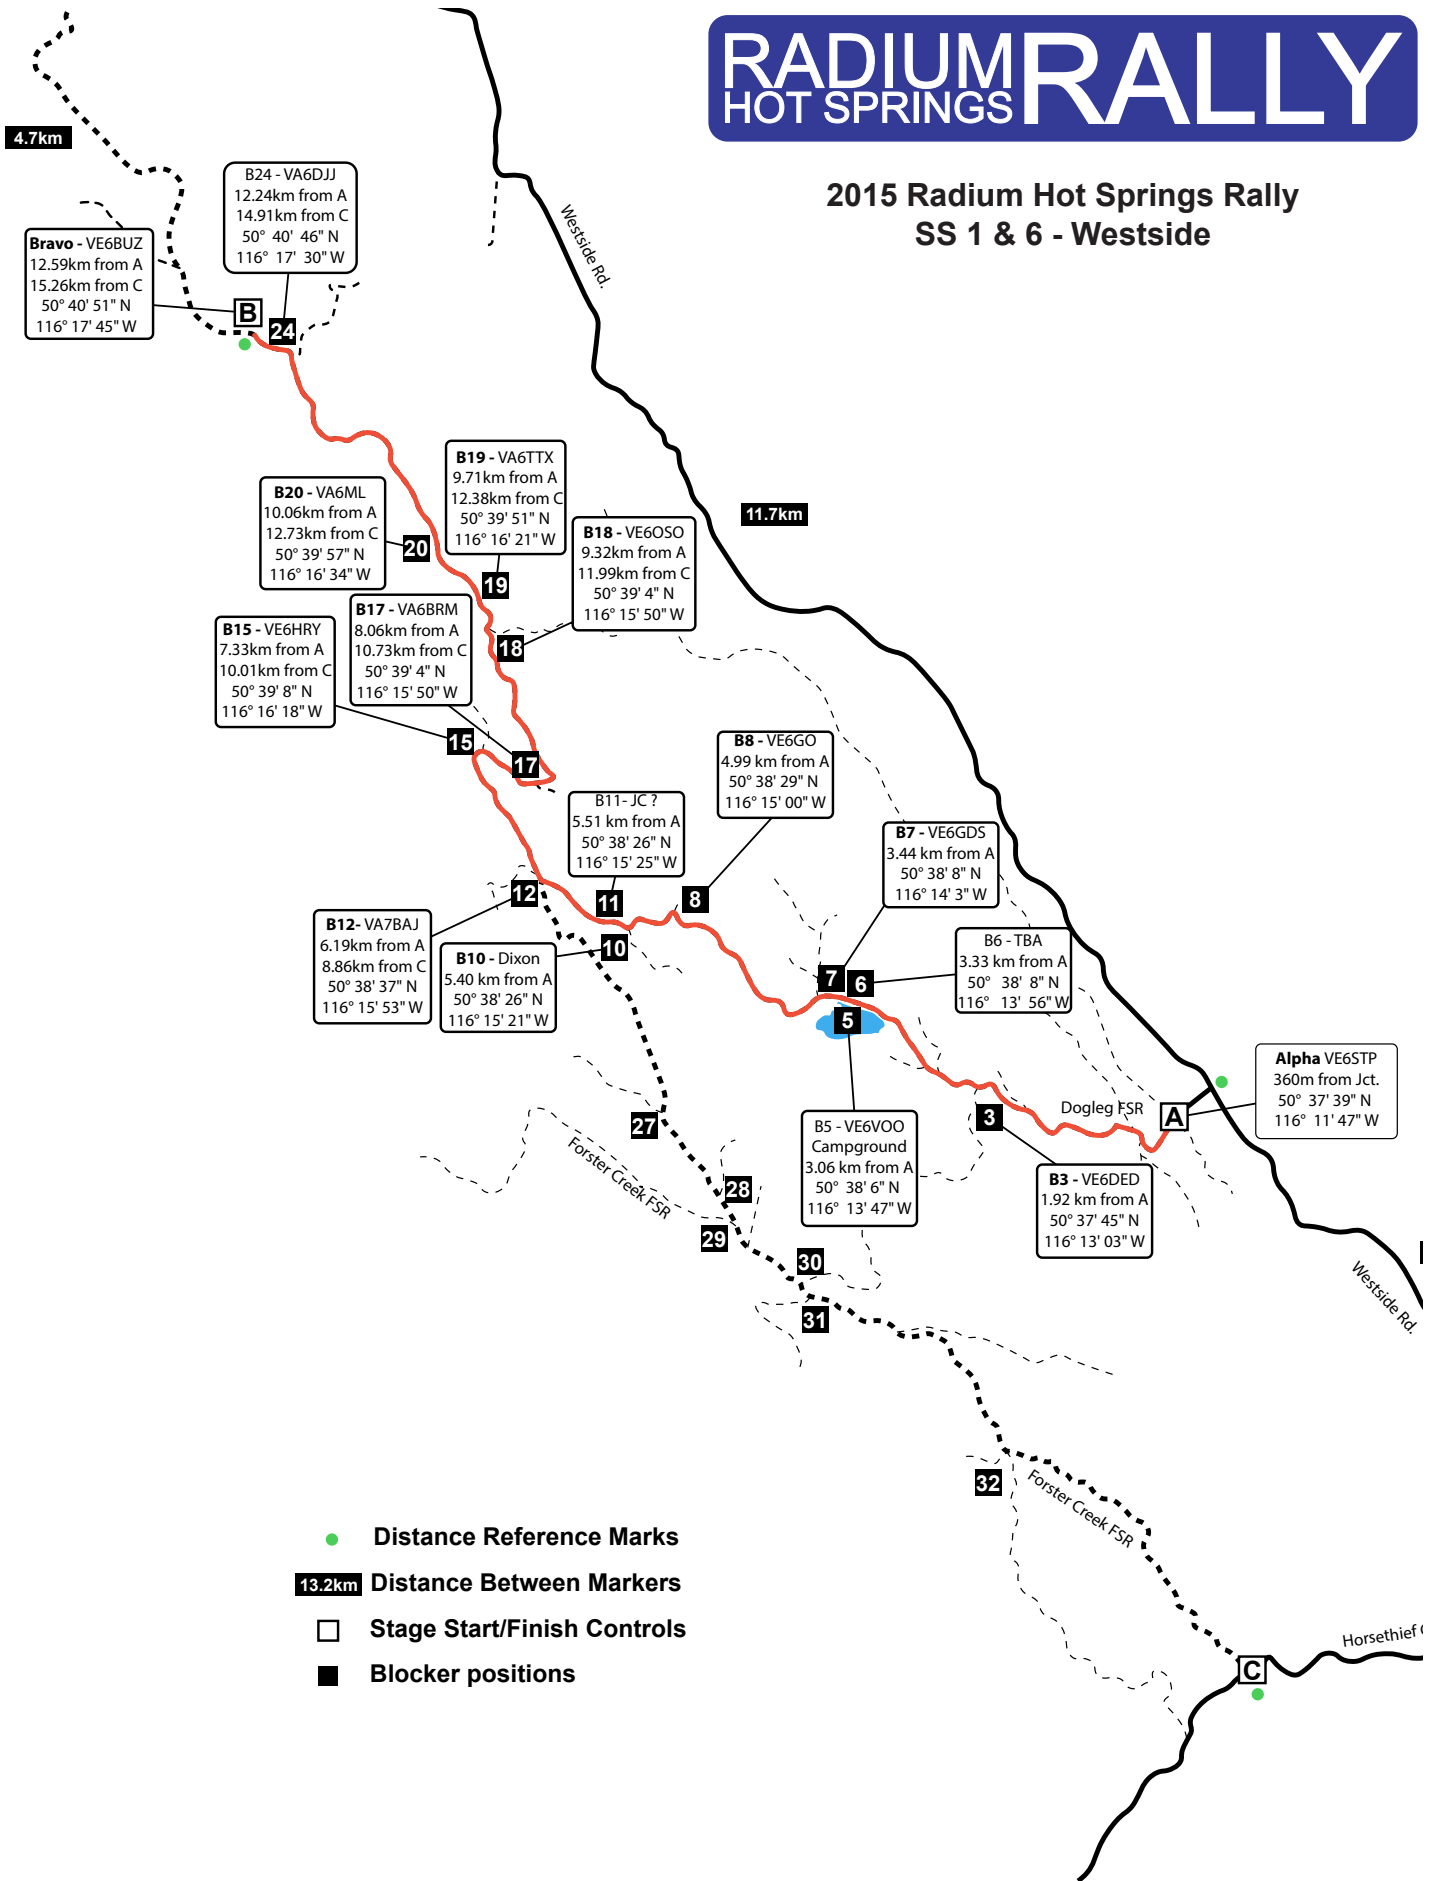 RADIUM
HOT SPRINGS
RALLY
2015 Radium Hot Springs Rally
SS 1 & 6 - Westside
4.7km
B24 - VA6DJJ
12.24km from A
14.91km from C
50° 40' 46" N
116° 17' 30" W
Bravo - VE6BUZ
12.59km from A
15.26km from C
50° 40' 51" N
116° 17' 45" W
B
24
Westside Rd.
B19 - VA6TTX
9.71km from A
12.38km from C
50° 39' 51" N
116° 16' 21" W
B20 - VA6ML
10.06km from A
12.73km from C
50° 39' 57" N
116° 16' 34" W
20
19
11.7km
B18 - VE6OSO
9.32km from A
11.99km from C
50° 39' 4" N
116° 15' 50" W
18
B17 - VA6BRM
8.06km from A
10.73km from C
50° 39' 4" N
116° 15' 50" W
B15 - VE6HRY
7.33km from A
10.01km from C
50° 39' 8" N
116° 16' 18" W
15
17
B8 - VE6GO
4.99 km from A
50° 38' 29" N
116° 15' 00" W
B11- JC ?
5.51 km from A
50° 38' 26" N
116° 15' 25" W
B7 - VE6GDS
3.44 km from A
50° 38' 8" N
116° 14' 3" W
12
11
8
10
B12- VA7BAJ
6.19km from A
8.86km from C
50° 38' 37" N
116° 15' 53" W
B10 - Dixon
5.40 km from A
50° 38' 26" N
116° 15' 21" W
B6 - TBA
3.33 km from A
50° 38' 8" N
116° 13' 56" W
7
6
5
Alpha VE6STP
360m from Jct.
50° 37' 39" N
116° 11' 47" W
Dogleg FSR
A
3
B5 - VE6VOO
Campground
3.06 km from A
50° 38' 6" N
116° 13' 47" W
B3 - VE6DED
1.92 km from A
50° 37' 45" N
116° 13' 03" W
27
Forster Creek FSR
28
29
30
31
Westside Rd.
32
Forster Creek FSR
Distance Reference Marks
13.2km Distance Between Markers
Stage Start/Finish Controls
Blocker positions
Horsethief
C